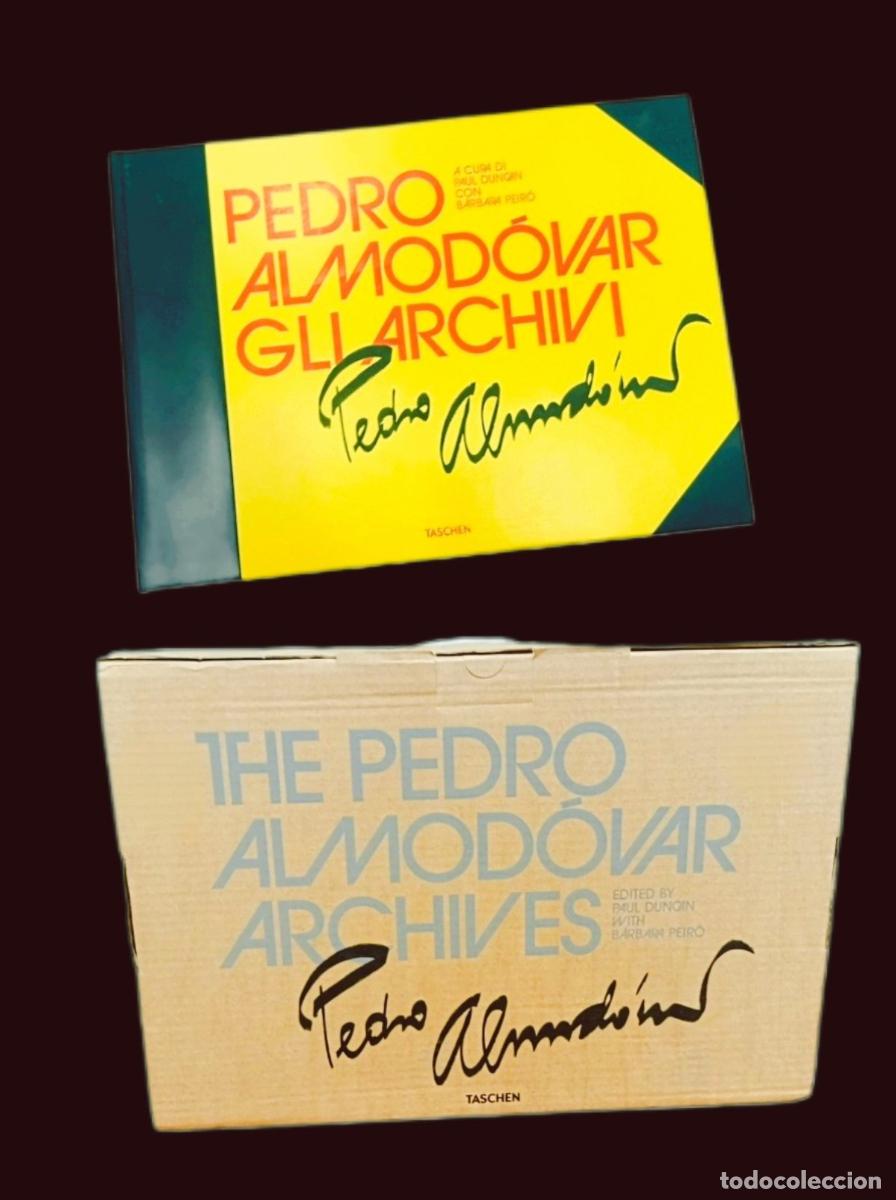 PEDRO
A CURA DI
PAUL DUNCAN
CON
BÁRBARA PEIRÓ
ALMODÓVAR
GLI ARCHIVI
Pedro Almodóvar
TASCHEN
THE PEDRO
ALMODÓVAR
ARCHIVES
EDITED BY
PAUL DUNCAN
WITH
BÁRBARA PEIRÓ
Pedro Almodóvar
TASCHEN
todocoleccion